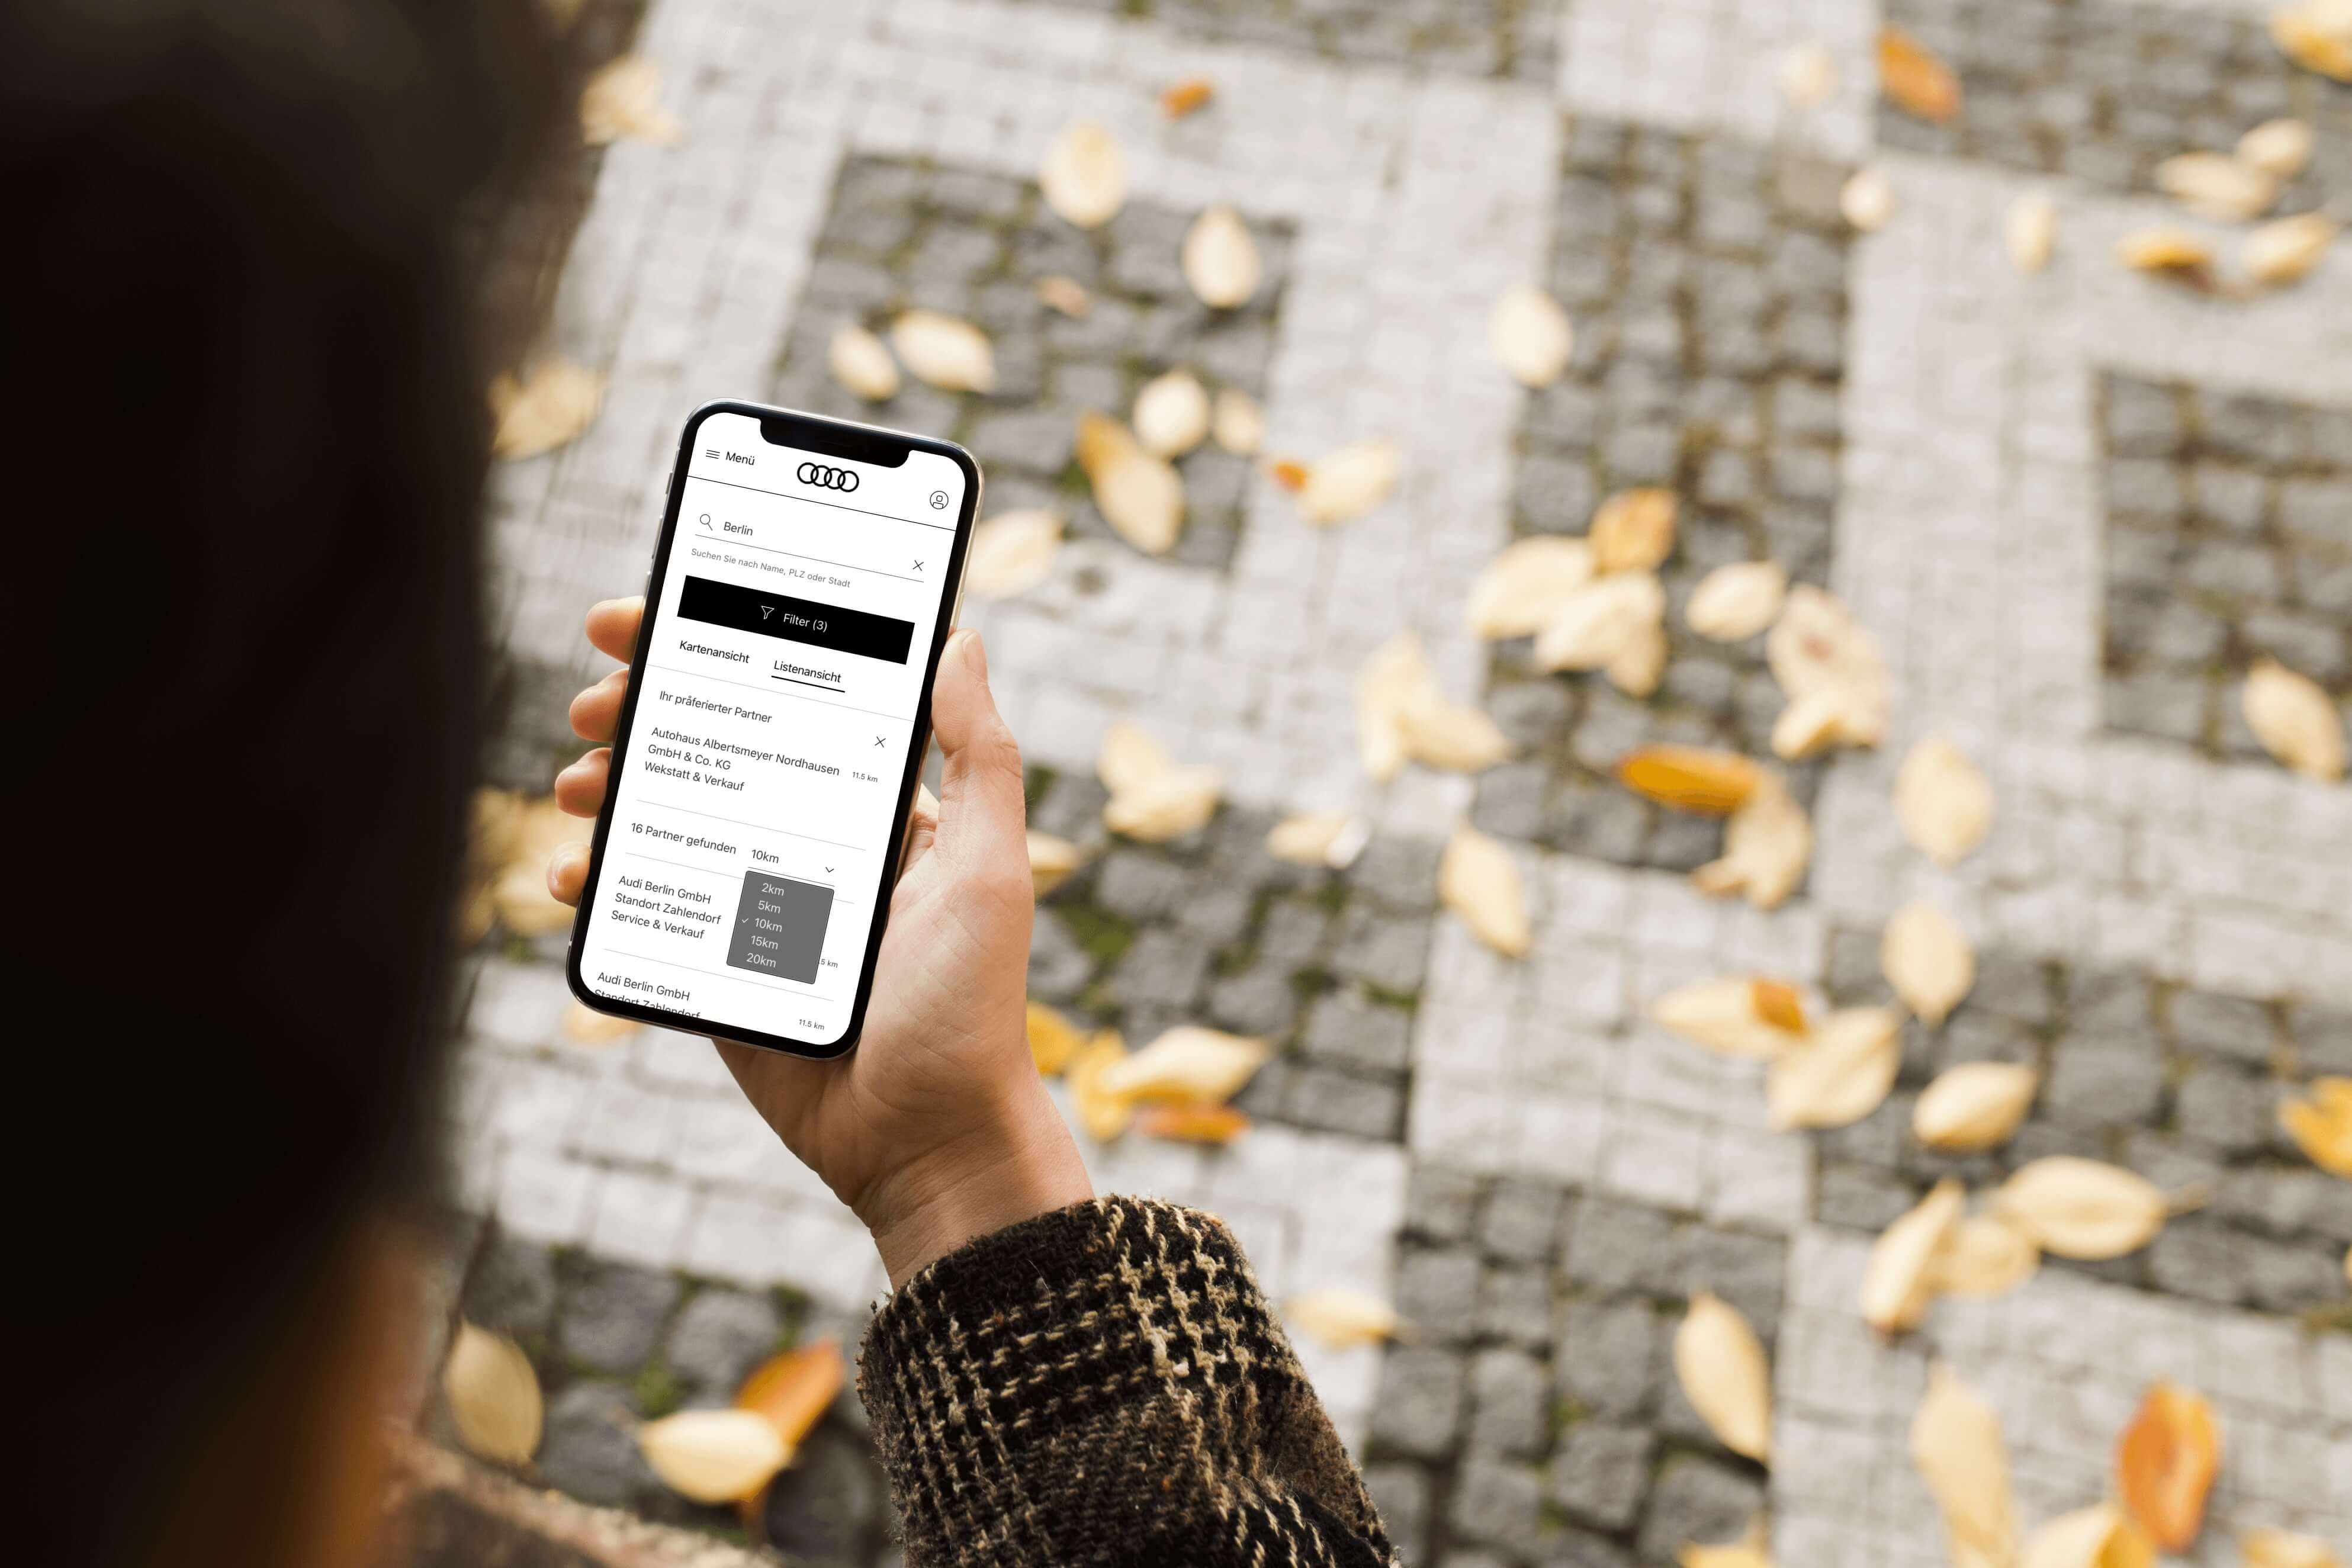 Menü
Berlin
Suchen Sie nach Name, PLZ oder Stadt
Filter (3)
Kartenansicht Listenansicht
Ihr präferierter Partner
Autohaus Albertsmeyer Nordhausen
GmbH & Co. KG
Wekstatt & Verkauf
11.5 km
16 Partner gefunden 10km
2km
5km
10km
15km
20km
Audi Berlin GmbH
Standort Zahlendorf
Service & Verkauf
.5 km
Audi Berlin GmbH
Standort Zahlendorf
11.5 km